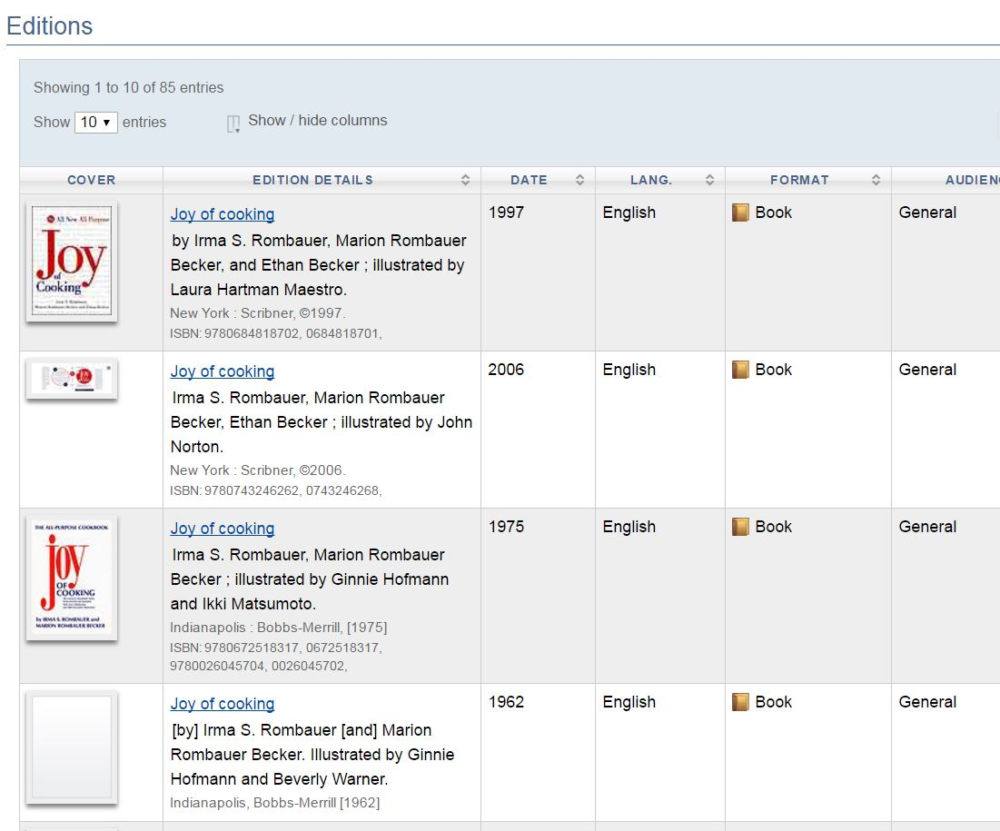 Editions
Showing 1 to 10 of 85 entries
Show 10 entries
Show / hide columns
COVER EDITION DETAILS DATE LANG. FORMAT AUDIEN
All New All Purpose
Joy
of
Cooking
Joy of cooking
by Irma S. Rombauer, Marion Rombauer
Becker, and Ethan Becker ; illustrated by
Laura Hartman Maestro.
New York : Scribner, ©1997.
ISBN: 9780684818702, 0684818701,
1997
English
Book
General
Joy of cooking
Irma S. Rombauer, Marion Rombauer
Becker, Ethan Becker ; illustrated by John
Norton.
New York : Scribner, ©2006.
ISBN: 9780743246262, 0743246268,
2006
English
Book
General
THE ALL-PURPOSE COOKBOOK
joy
OF
COOKING
by IRMA S. ROMBAUER and
MARION ROMBAUER BECKER
Joy of cooking
Irma S. Rombauer, Marion Rombauer
Becker ; illustrated by Ginnie Hofmann
and Ikki Matsumoto.
Indianapolis : Bobbs-Merrill, [1975]
ISBN: 9780672518317, 0672518317,
9780026045704, 0026045702,
1975
English
Book
General
Joy of cooking
[by] Irma S. Rombauer [and] Marion
Rombauer Becker. Illustrated by Ginnie
Hofmann and Beverly Warner.
Indianapolis, Bobbs-Merrill [1962]
1962
English
Book
General